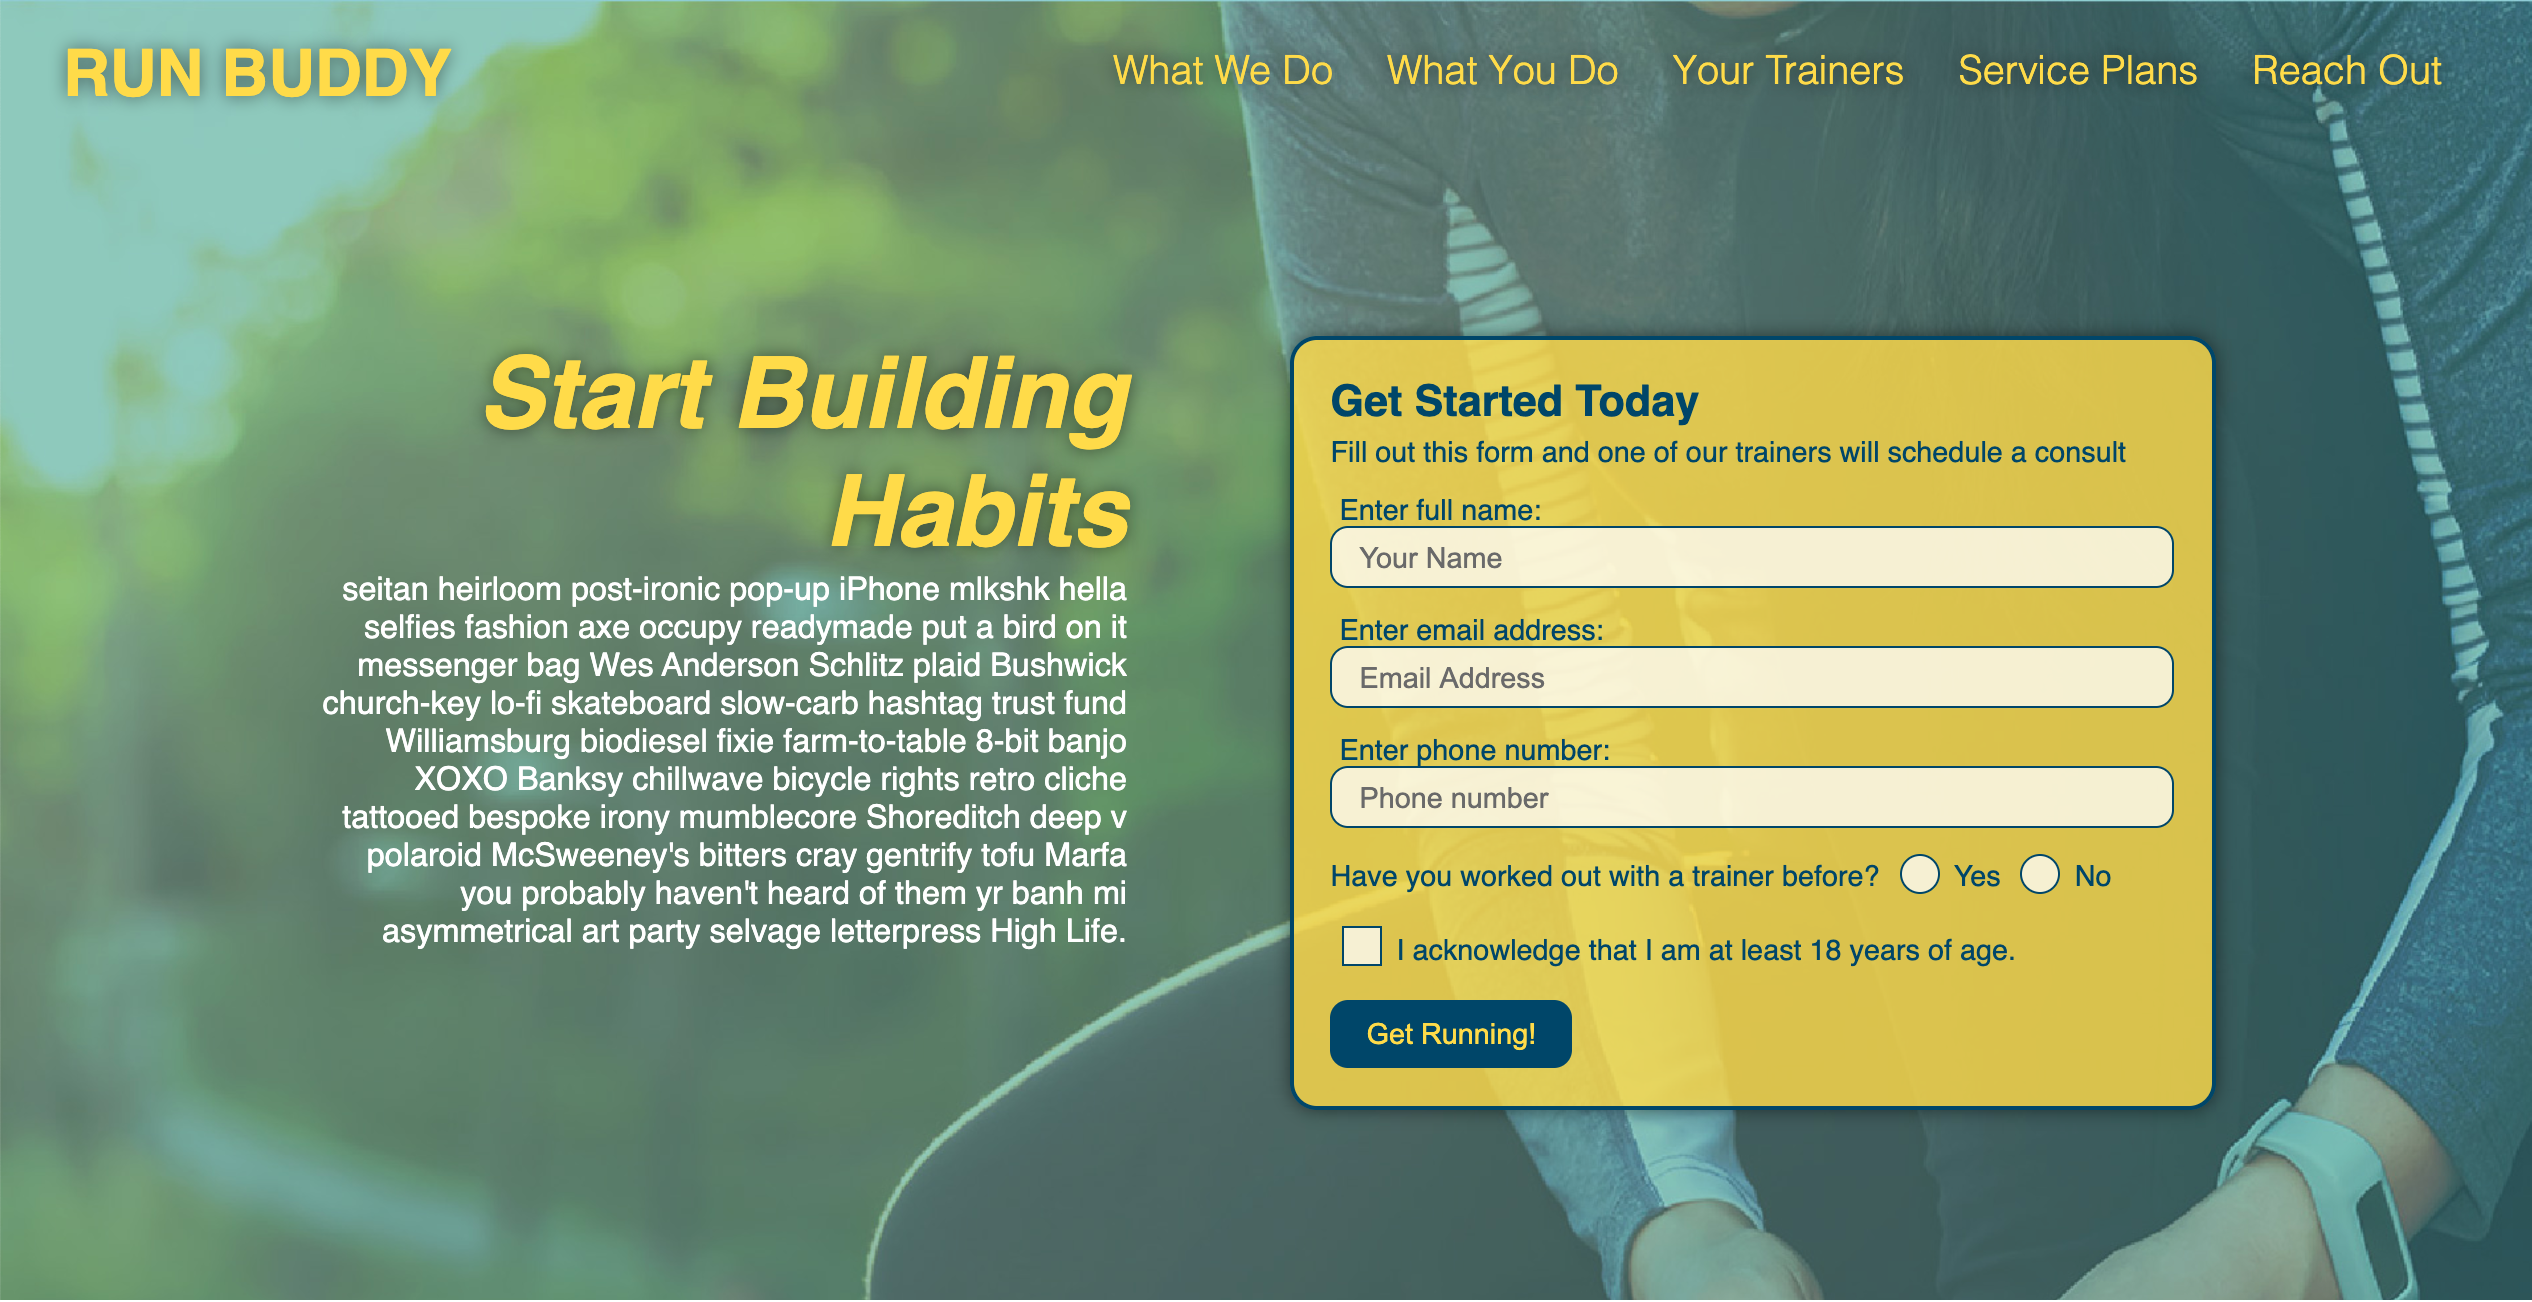 RUN BUDDY
What We Do
What You Do
Your Trainers
Service Plans
Reach Out
Start Building
Habits
seitan heirloom post-ironic pop-up iPhone mlkshk hella
selfies fashion axe occupy readymade put a bird on it
messenger bag Wes Anderson Schlitz plaid Bushwick
church-key lo-fi skateboard slow-carb hashtag trust fund
Williamsburg biodiesel fixie farm-to-table 8-bit banjo
XOXO Banksy chillwave bicycle rights retro cliche
tattooed bespoke irony mumblecore Shoreditch deep v
polaroid McSweeney's bitters cray gentrify tofu Marfa
you probably haven't heard of them yr banh mi
asymmetrical art party selvage letterpress High Life.
Get Started Today
Fill out this form and one of our trainers will schedule a consult
Enter full name:
Your Name
Enter email address:
Email Address
Enter phone number:
Phone number
Have you worked out with a trainer before? Yes No
I acknowledge that I am at least 18 years of age.
Get Running!